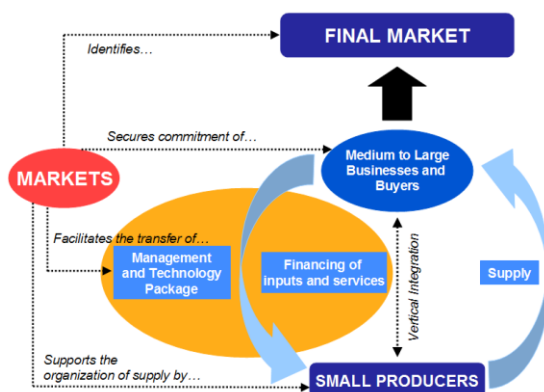 FINAL MARKET
Identifies…
Secures commitment of…
Medium to Large
Businesses and
Buyers
MARKETS
Facilitates the transfer of…
Management
and Technology
Package
Financing of
inputs and services
Vertical Integration
Supply
Supports the
organization of supply by…
SMALL PRODUCERS